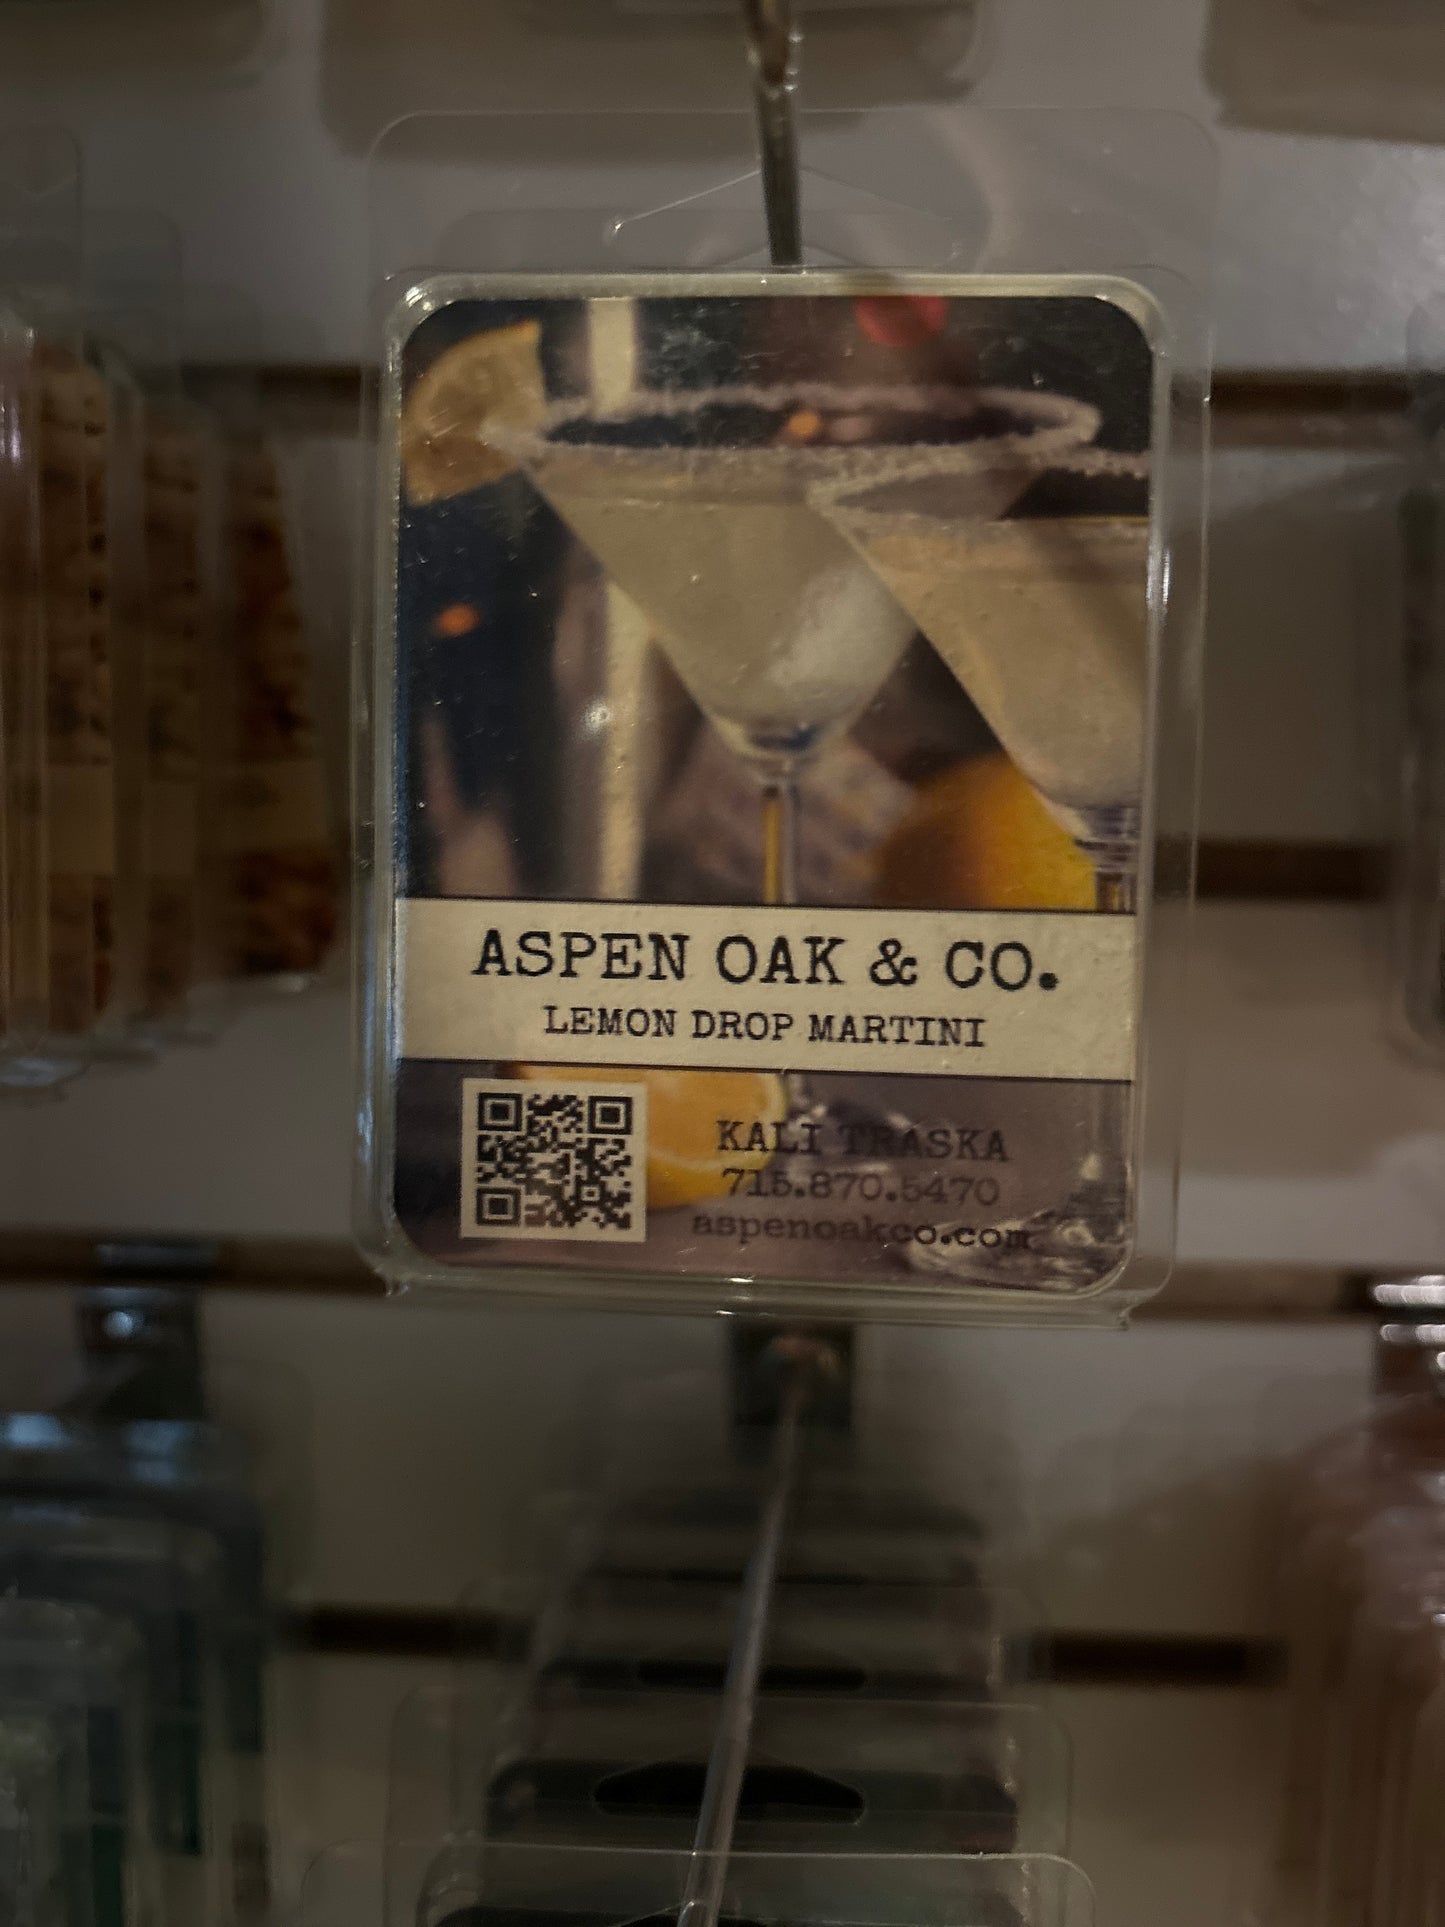 ASPEN OAK & CO.
LEMON DROP MARTINI
KALI TRASKA
715.870.5470
aspenoakco.com